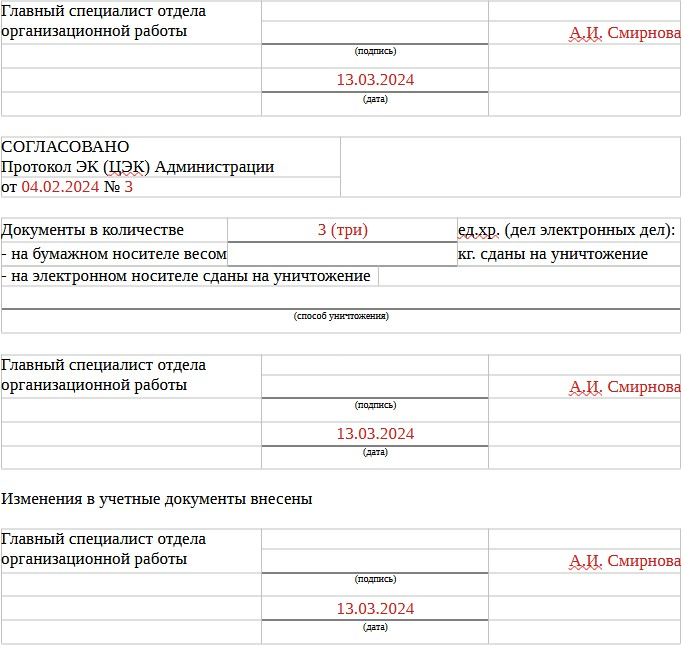 Главный специалист отдела
организационной работы
А.И. Смирнова
(подпись)
13.03.2024
(дата)
СОГЛАСОВАНО
Протокол ЭК (ЦЭК) Администрации
от 04.02.2024 № 3
Документы в количестве 3 (три) ед.хр. (дел электронных дел):
- на бумажном носителе весом кг. сданы на уничтожение
- на электронном носителе сданы на уничтожение
(способ уничтожения)
Главный специалист отдела
организационной работы
А.И. Смирнова
(подпись)
13.03.2024
(дата)
Изменения в учетные документы внесены
Главный специалист отдела
организационной работы
А.И. Смирнова
(подпись)
13.03.2024
(дата)